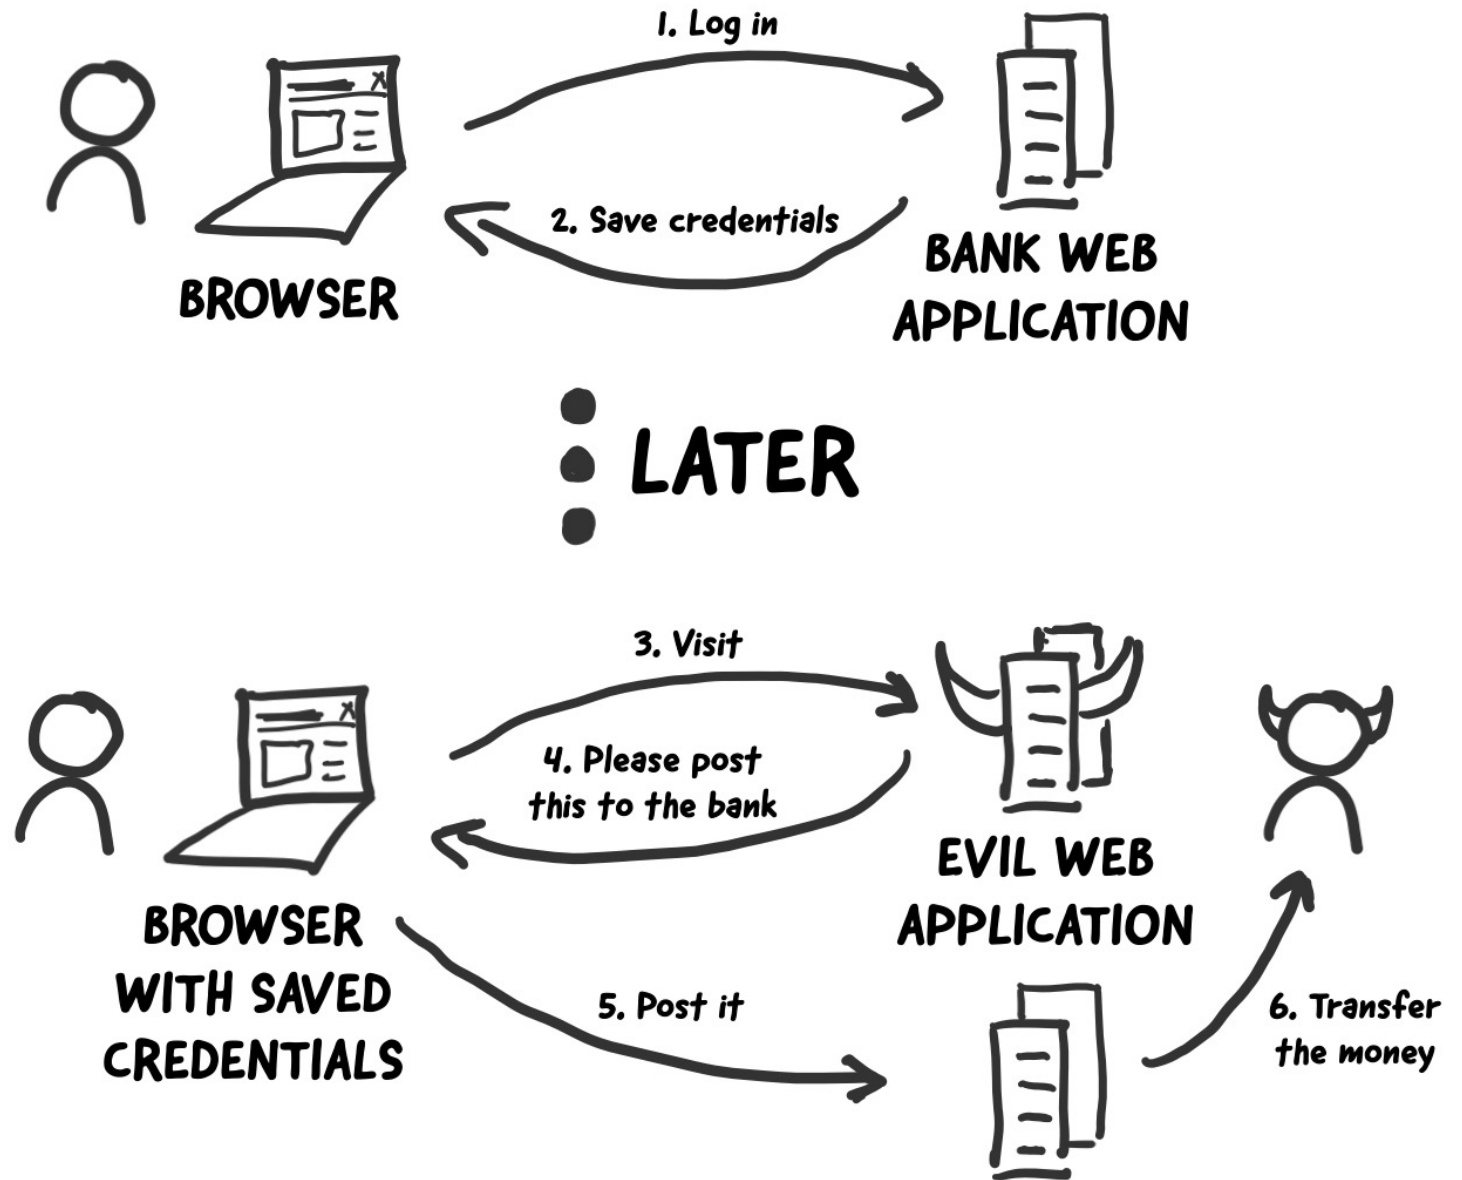 1. Log in
2. Save credentials
BROWSER
BANK WEB
APPLICATION
LATER
3. Visit
4. Please post
this to the bank
EVIL WEB
APPLICATION
BROWSER
WITH SAVED
CREDENTIALS
5. Post it
6. Transfer
the money